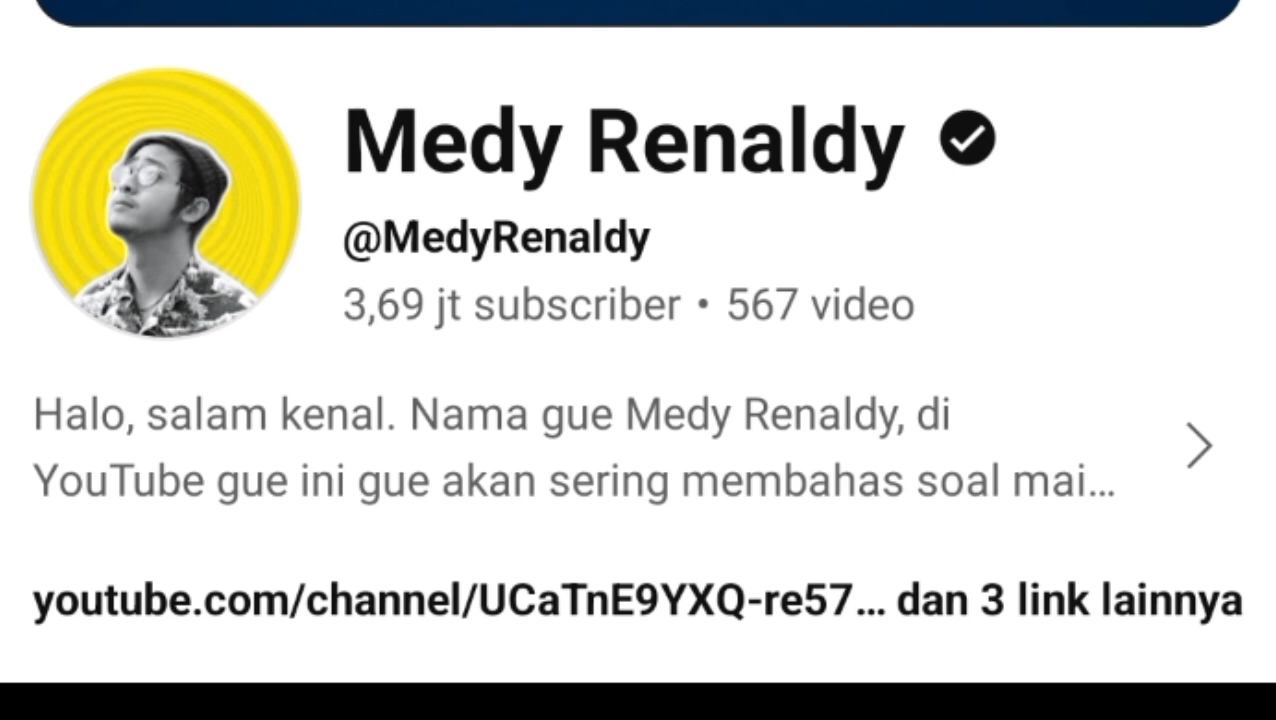 Medy Renaldy
@MedyRenaldy
3,69 jt subscriber • 567 video
Halo, salam kenal. Nama gue Medy Renaldy, di
YouTube gue ini gue akan sering membahas soal mai...
youtube.com/channel/UCaTnE9YXQ-re57... dan 3 link lainnya